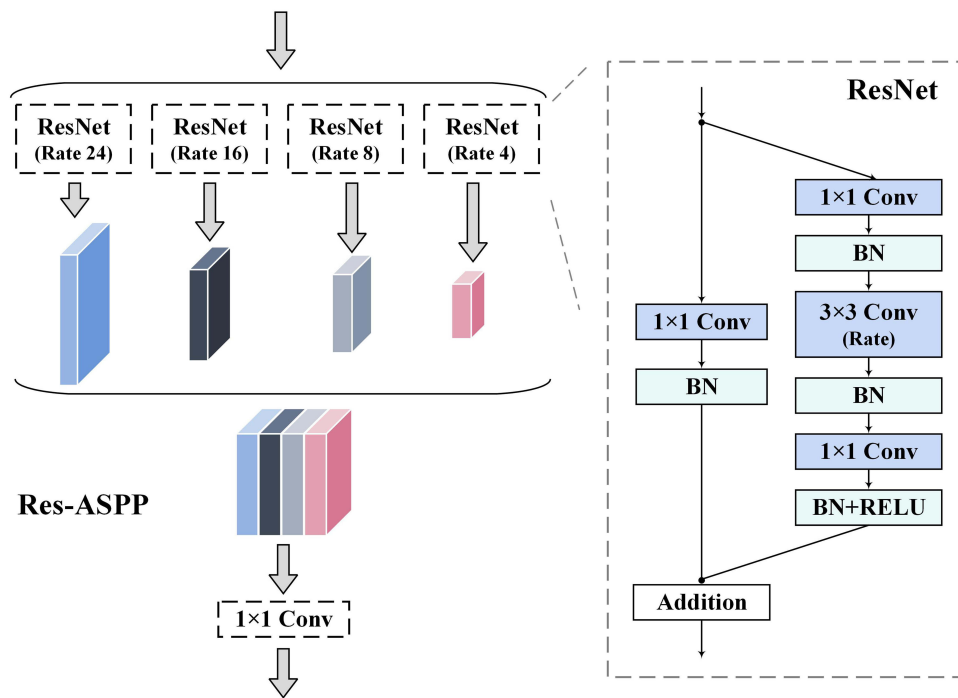 ResNet
(Rate 24)
ResNet
(Rate 16)
ResNet
(Rate 8)
ResNet
(Rate 4)
Res-ASPP
1×1 Conv
ResNet
1×1 Conv
BN
1×1 Conv
BN
3×3 Conv
(Rate)
BN
1×1 Conv
BN+RELU
Addition